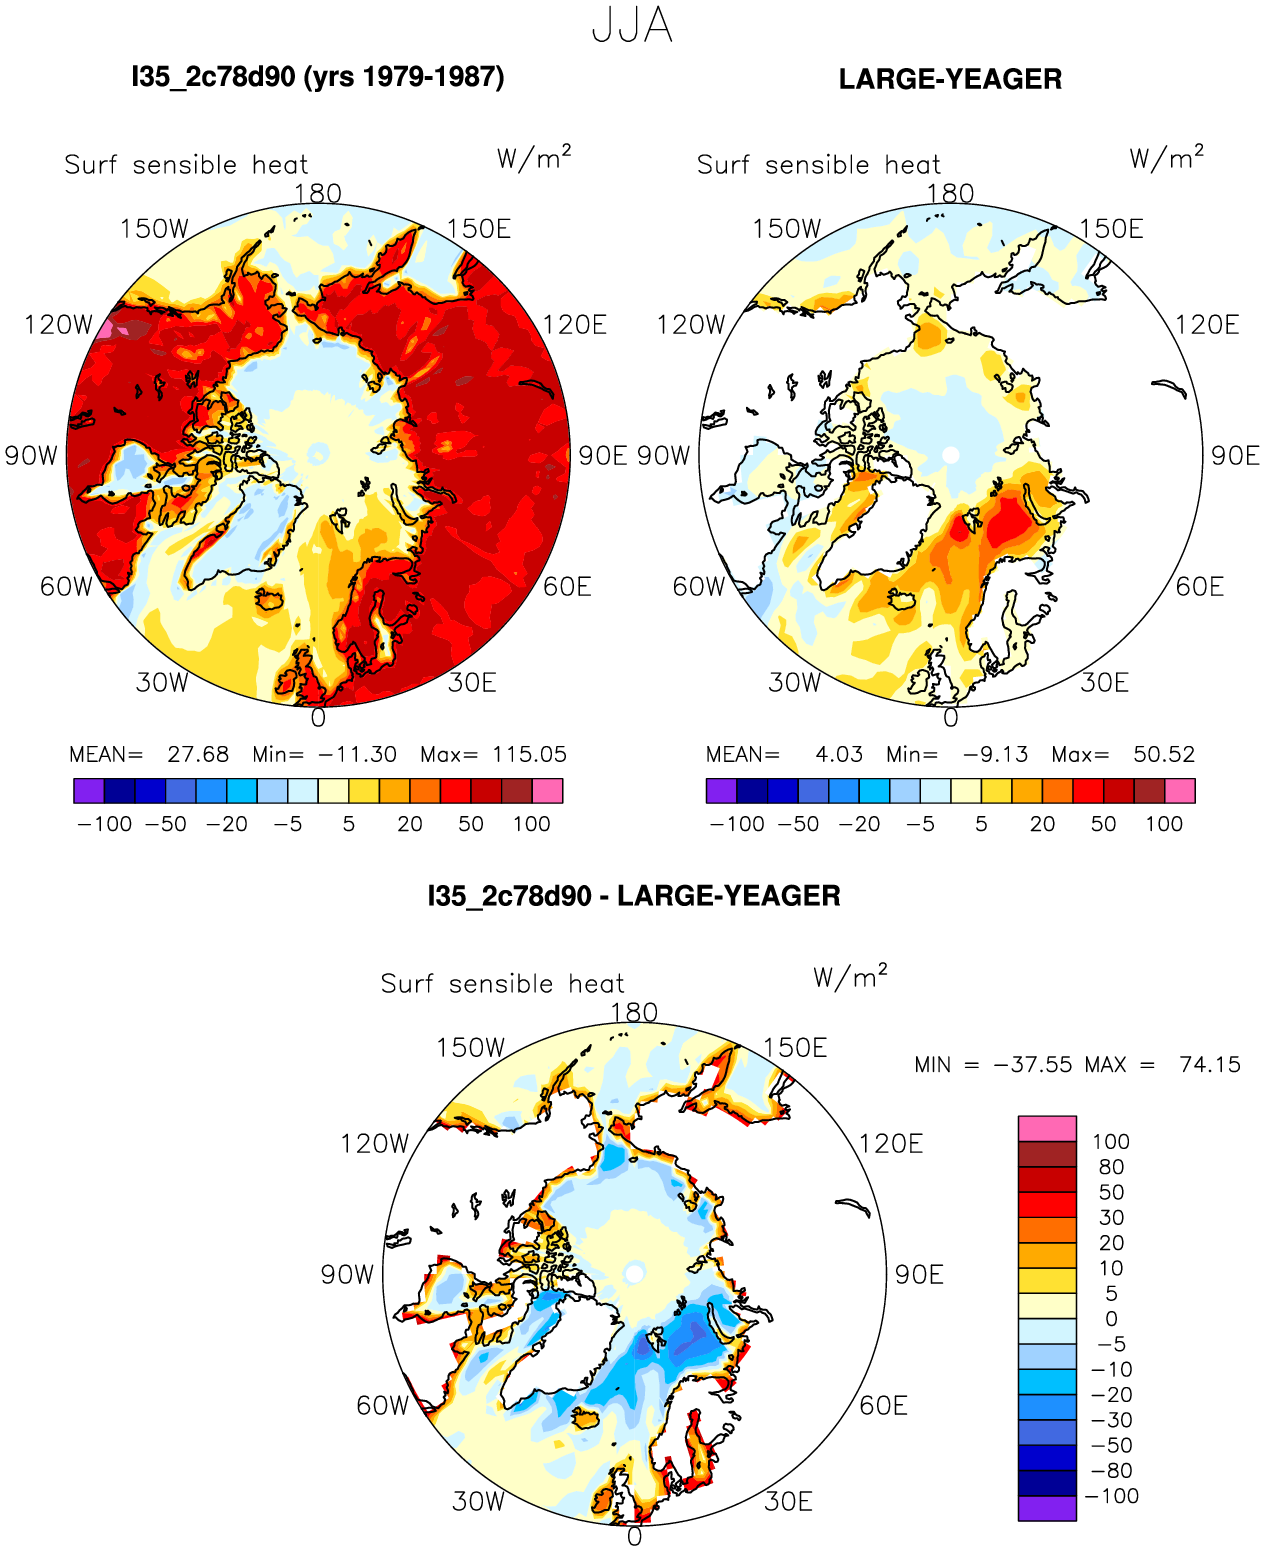 JJA
I35_2c78d90 (yrs 1979-1987)
LARGE-YEAGER
Surf sensible heat W/m²
Surf sensible heat W/m²
180
150W 150E
120W 120E
90W 90E
60W 60E
30W 30E
0
180
150W 150E
120W 120E
90W 90E
60W 60E
30W 30E
0
MEAN= 27.68 Min= −11.30 Max= 115.05
−100 −50 −20 −5 5 20 50 100
MEAN= 4.03 Min= −9.13 Max= 50.52
−100 −50 −20 −5 5 20 50 100
I35_2c78d90 - LARGE-YEAGER
Surf sensible heat W/m²
180
150W 150E
120W 120E
90W 90E
60W 60E
30W 30E
0
MIN = −37.55 MAX = 74.15
100
80
50
30
20
10
5
0
−5
−10
−20
−30
−50
−80
−100